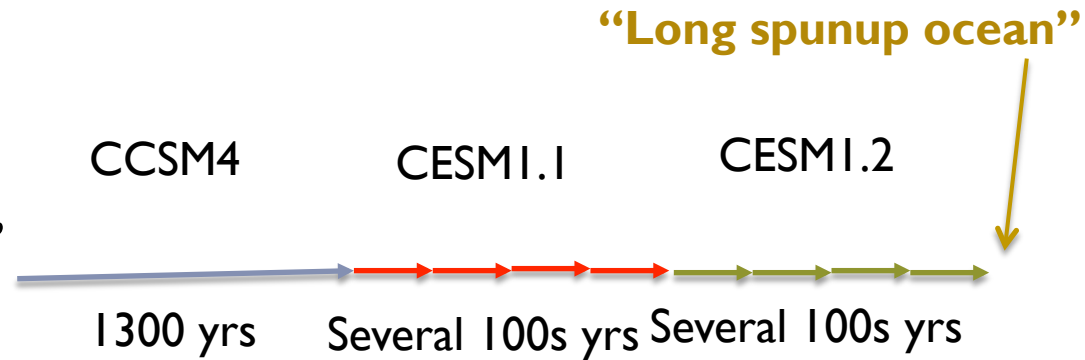 “Long spunup ocean”
CCSM4 CESM1.1 CESM1.2
1300 yrs Several 100s yrs Several 100s yrs